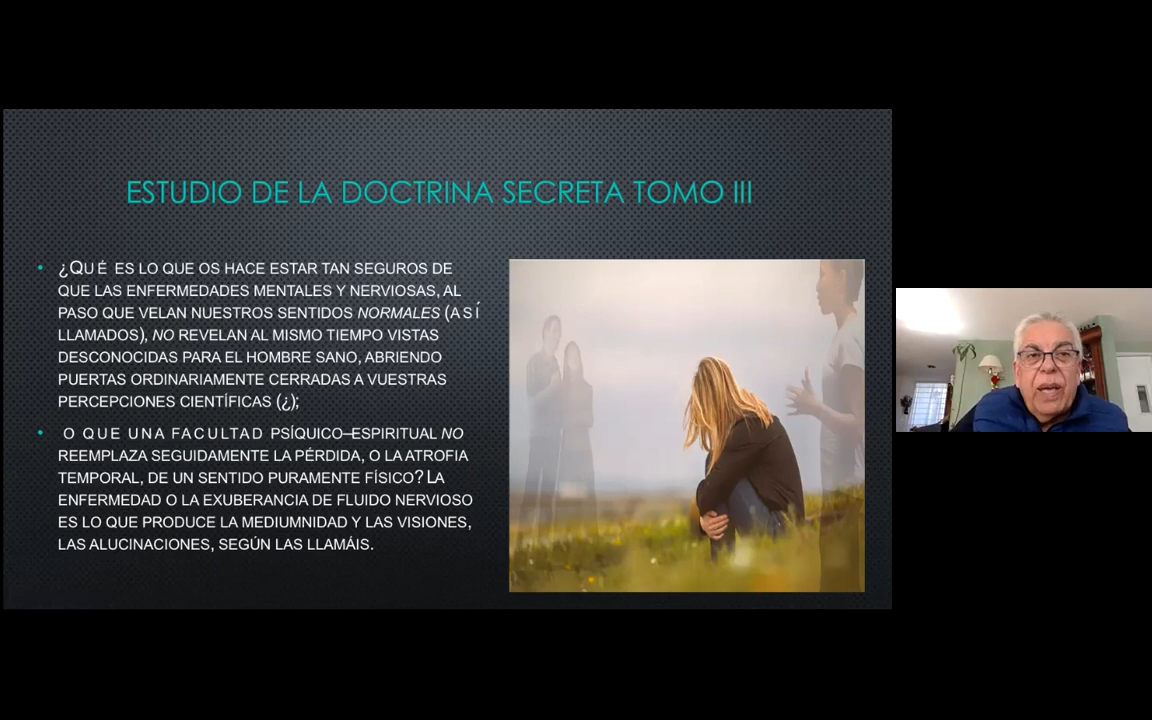 ESTUDIO DE LA DOCTRINA SECRETA TOMO III
• ¿QUÉ ES LO QUE OS HACE ESTAR TAN SEGUROS DE
QUE LAS ENFERMEDADES MENTALES Y NERVIOSAS, AL
PASO QUE VELAN NUESTROS SENTIDOS NORMALES (ASÍ
LLAMADOS), NO REVELAN AL MISMO TIEMPO VISTAS
DESCONOCIDAS PARA EL HOMBRE SANO, ABRIENDO
PUERTAS ORDINARIAMENTE CERRADAS A VUESTRAS
PERCEPCIONES CIENTÍFICAS (¿);
• O QUE UNA FACULTAD PSÍQUICO–ESPIRITUAL NO
REEMPLAZA SEGUIDAMENTE LA PÉRDIDA, O LA ATROFIA
TEMPORAL, DE UN SENTIDO PURAMENTE FÍSICO? LA
ENFERMEDAD O LA EXUBERANCIA DE FLUIDO NERVIOSO
ES LO QUE PRODUCE LA MEDIUMNIDAD Y LAS VISIONES,
LAS ALUCINACIONES, SEGÚN LAS LLAMÁIS.